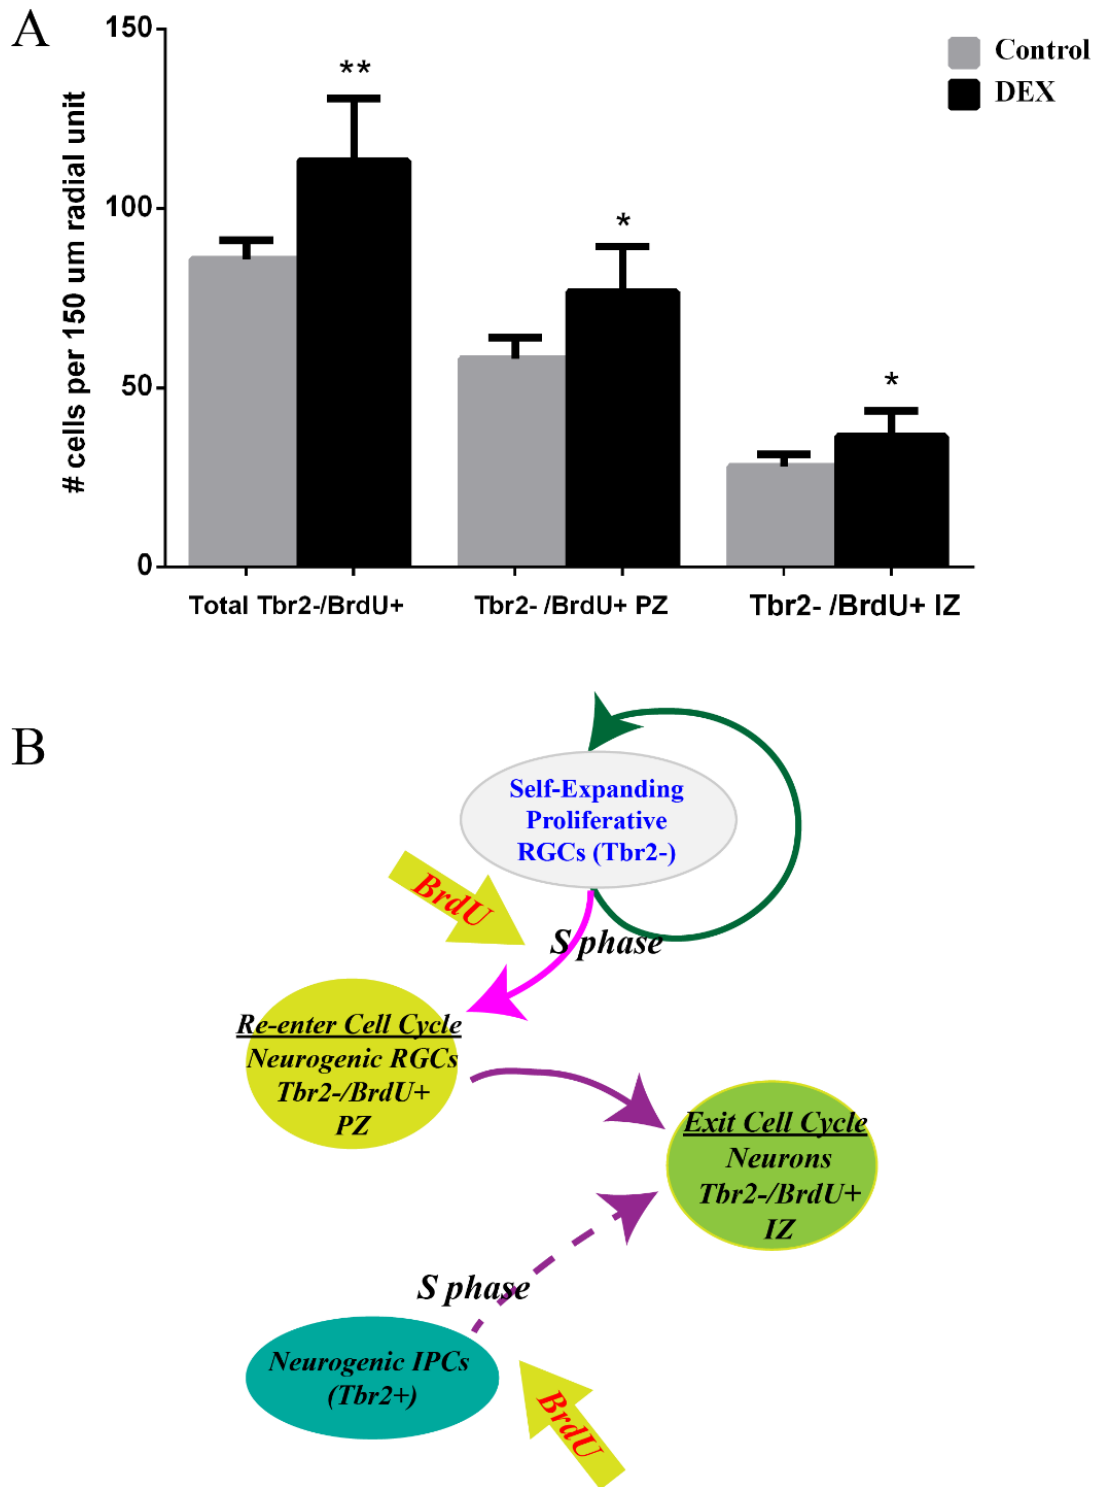 A
150
100
50
0
# cells per 150 um radial unit
**
*
*
Control
DEX
Total Tbr2-/BrdU+
Tbr2- /BrdU+ PZ
Tbr2- /BrdU+ IZ
B
Self-Expanding
Proliferative
RGCs (Tbr2-)
BrdU
S phase
Re-enter Cell Cycle
Neurogenic RGCs
Tbr2-/BrdU+
PZ
Exit Cell Cycle
Neurons
Tbr2-/BrdU+
IZ
S phase
Neurogenic IPCs
(Tbr2+)
BrdU